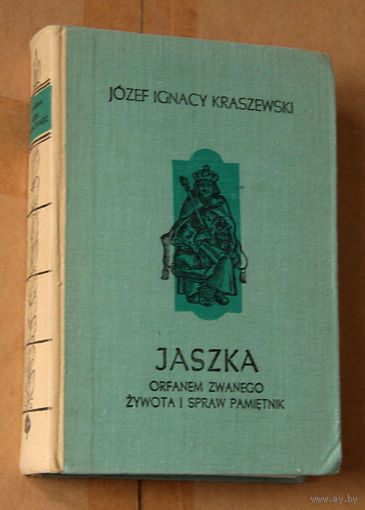 JÓZEF IGNACY KRASZEWSKI
JASZKA
ORFANEM ZWANEGO
ŻYWOTA I SPRAW PAMIĘTNIK
www.ay.by